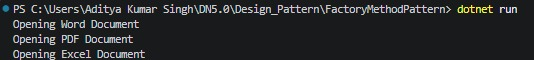 PS C:\Users\Aditya Kumar Singh\DN5.0\Design_Pattern\FactoryMethodPattern> dotnet run
Opening Word Document
Opening PDF Document
Opening Excel Document